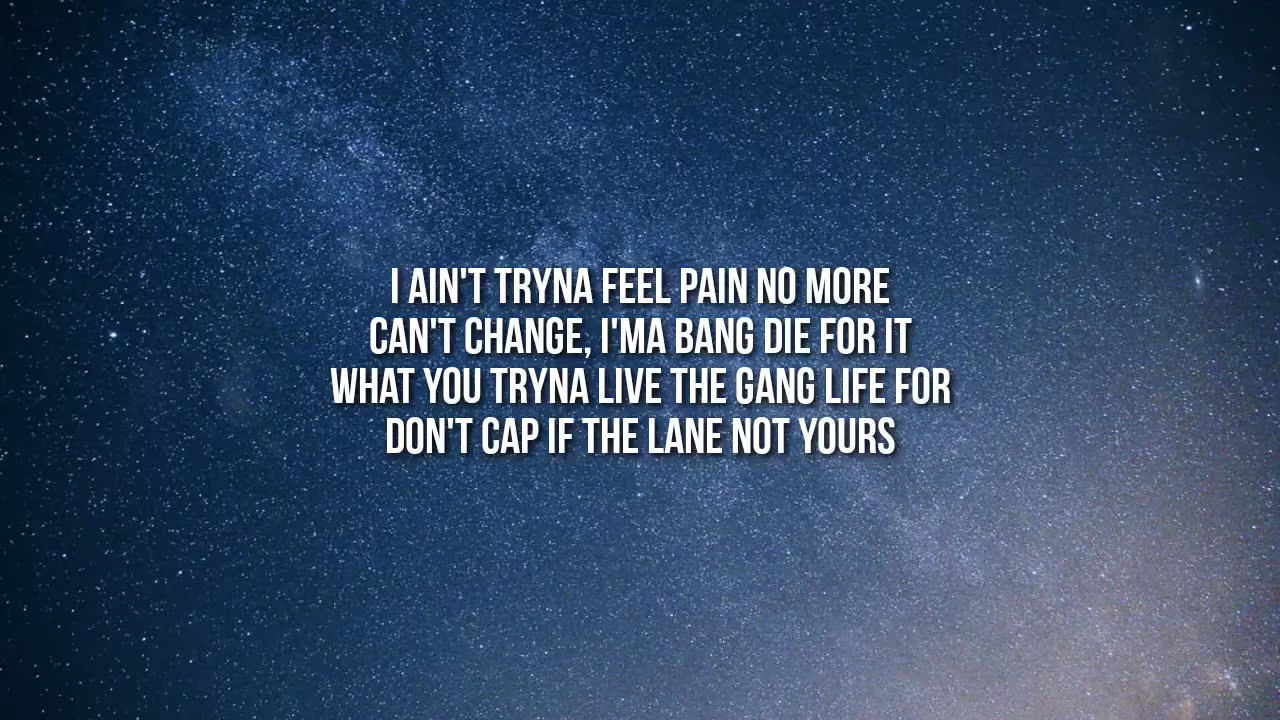 I AIN'T TRYNA FEEL PAIN NO MORE
CAN'T CHANGE, I'MA BANG DIE FOR IT
WHAT YOU TRYNA LIVE THE GANG LIFE FOR
DON'T CAP IF THE LANE NOT YOURS